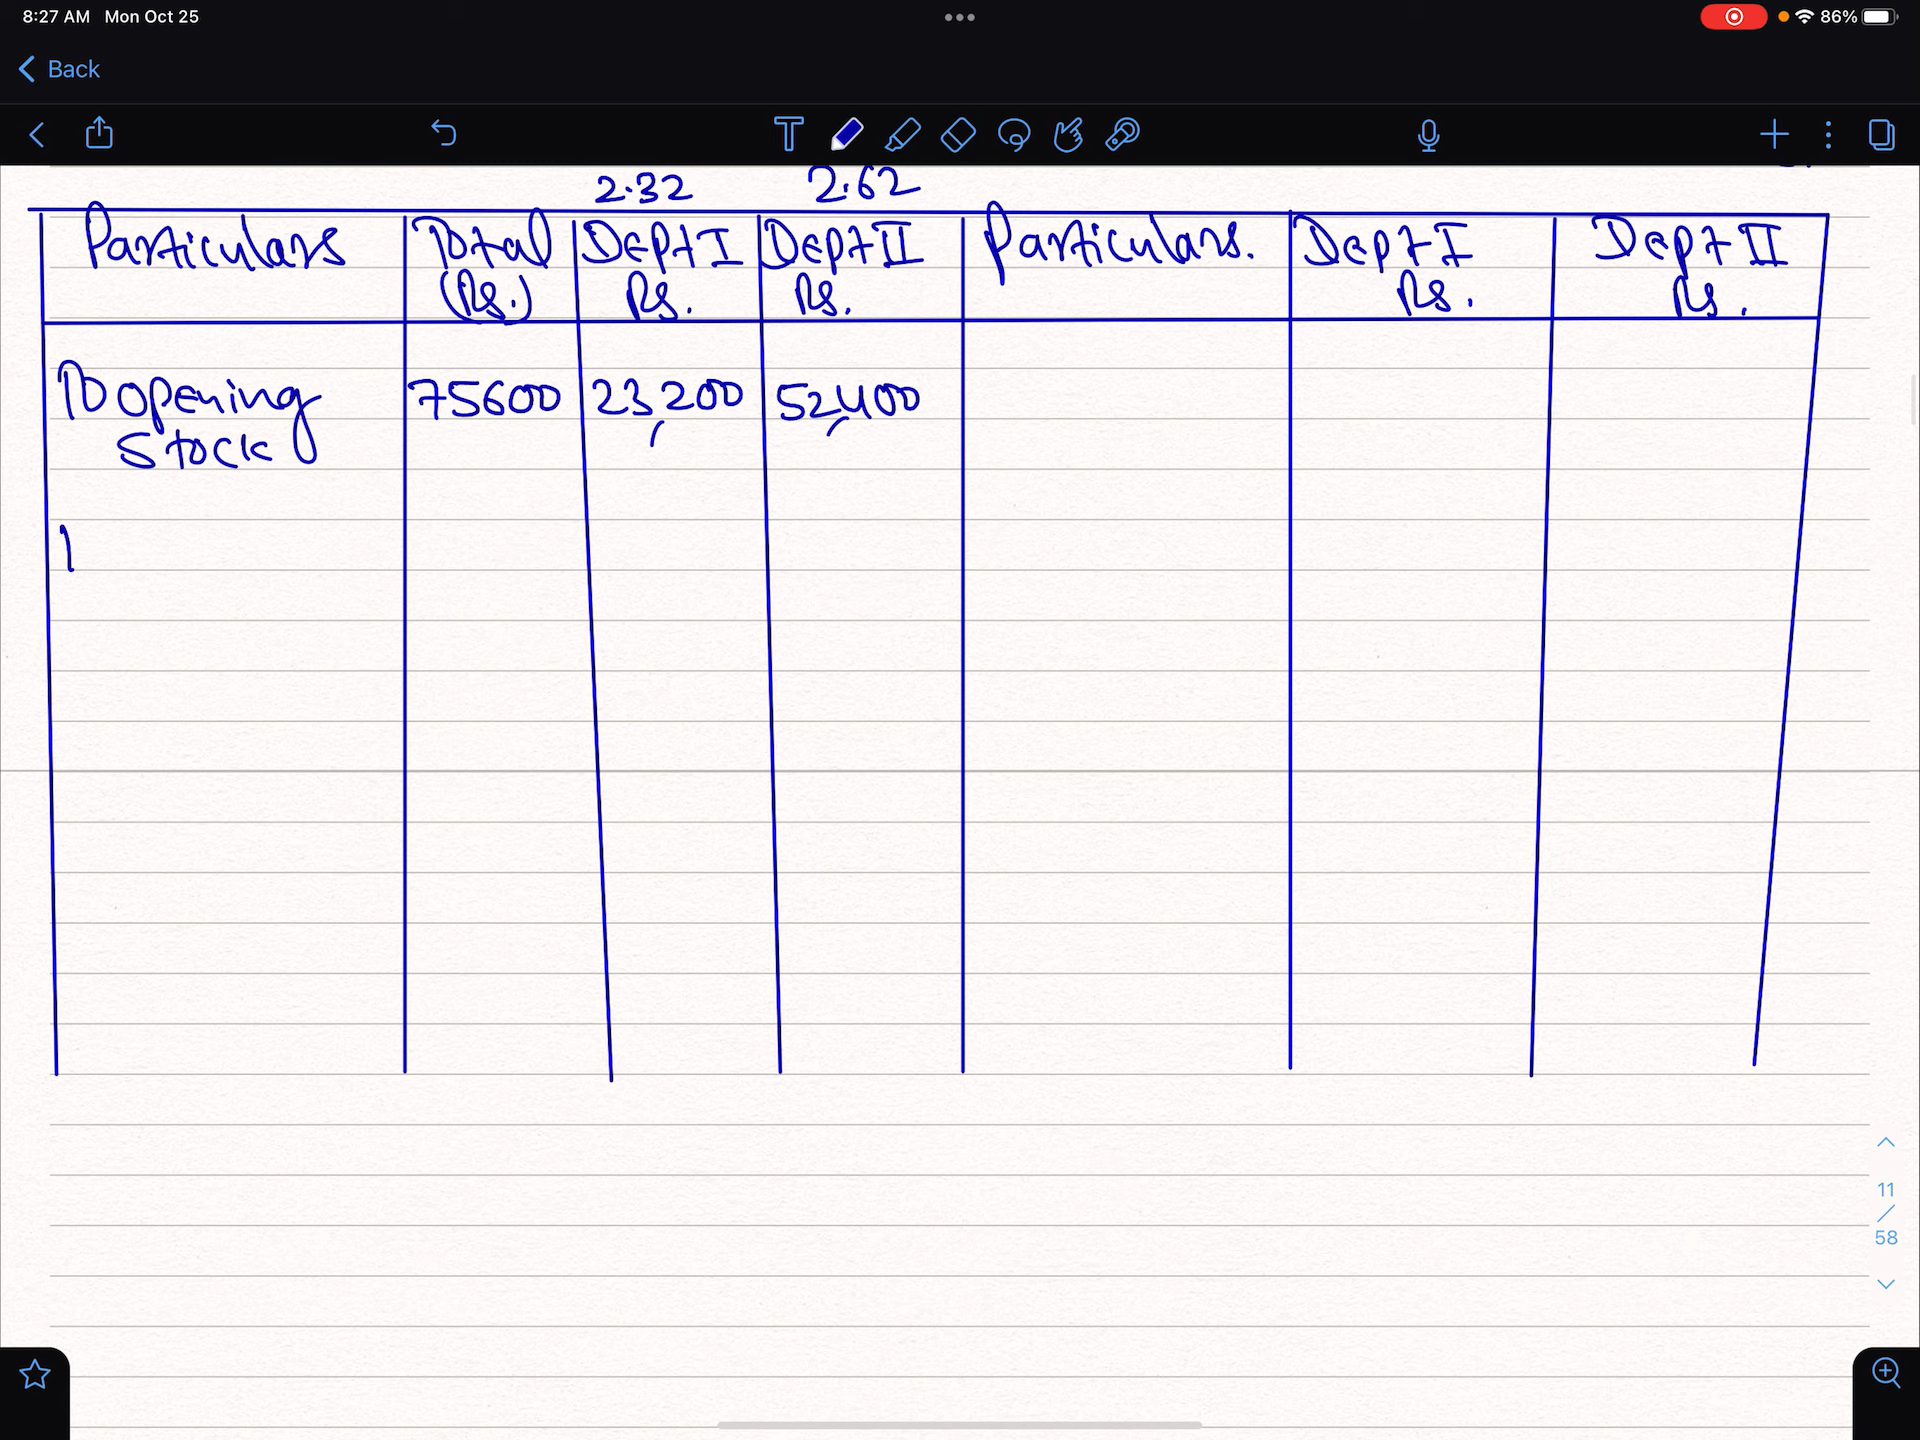 8:27 AM Mon Oct 25
86%
Back
2.32 2.62
Particulars Total Dept I Dept II Particulars. Dept I Dept II
(Rs.) Rs. Rs. Rs. Rs.
To opening 75600 23,200 52,400
Stock
11
58